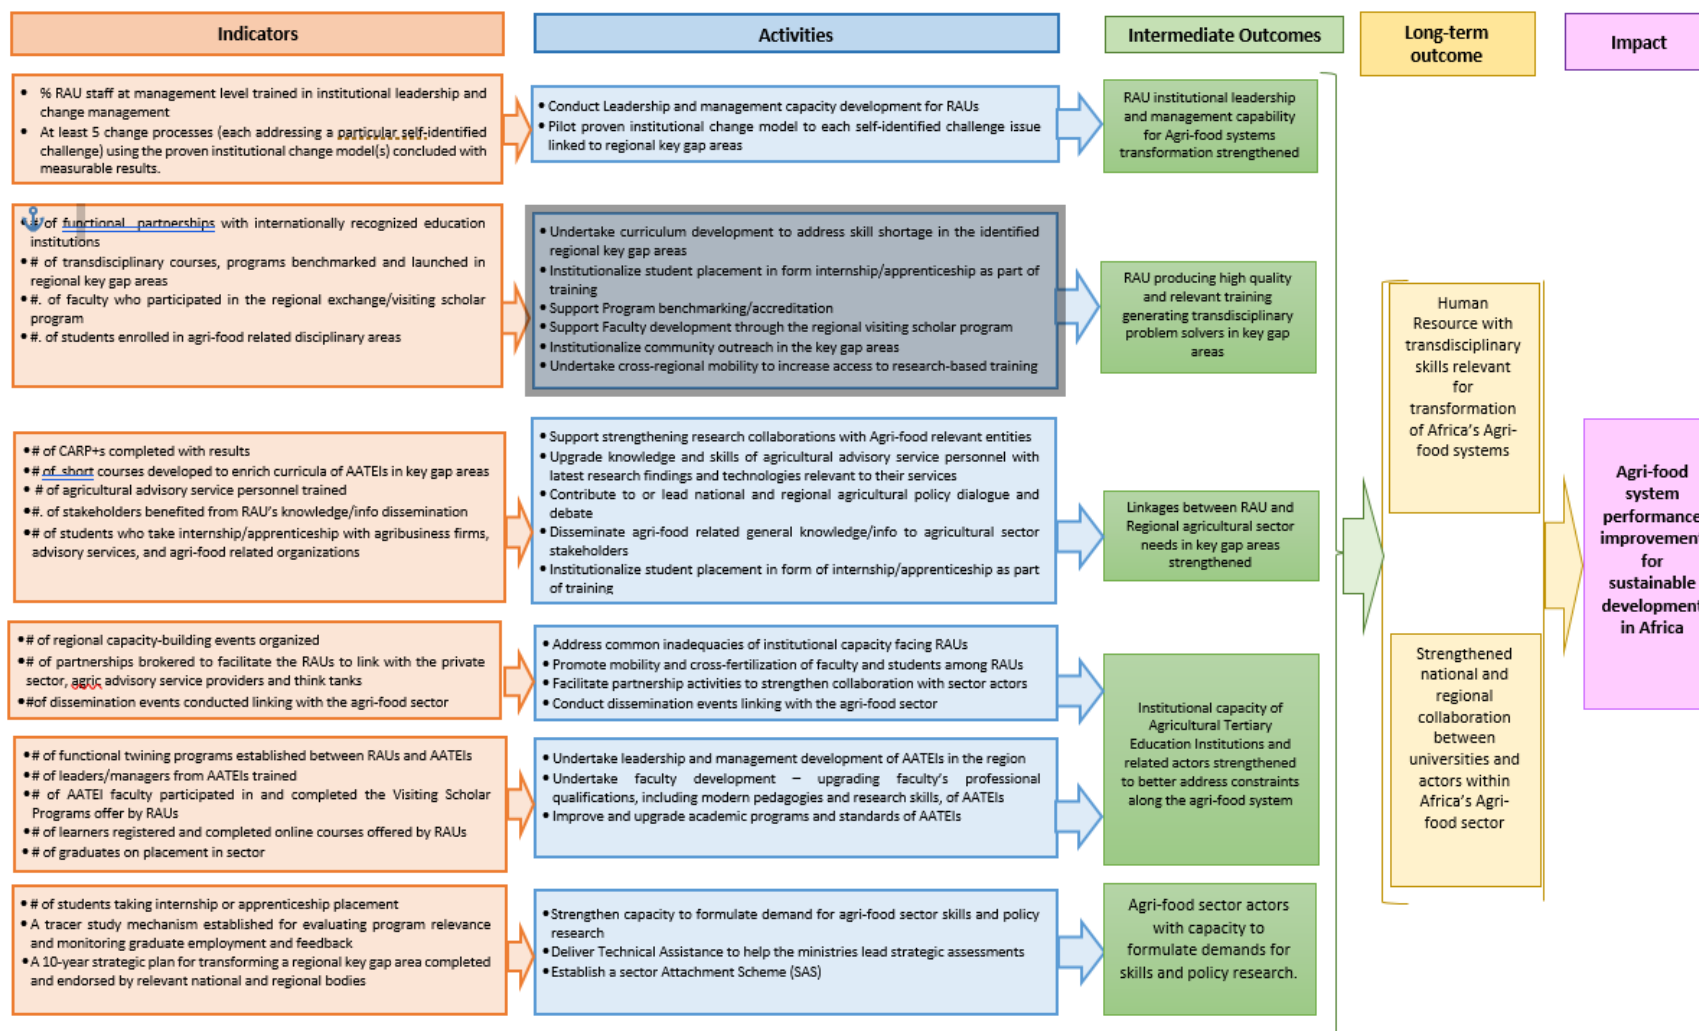 Indicators
Activities
Intermediate Outcomes
Long-term
outcome
Impact
• % RAU staff at management level trained in institutional leadership and
change management
• At least 5 change processes (each addressing a particular self-identified
challenge) using the proven institutional change model(s) concluded with
measurable results.
• Conduct Leadership and management capacity development for RAUs
• Pilot proven institutional change model to each self-identified challenge issue
linked to regional key gap areas
RAU institutional leadership
and management capability
for Agri-food systems
transformation strengthened
• # of functional partnerships with internationally recognized education
institutions
• # of transdisciplinary courses, programs benchmarked and launched in
regional key gap areas
• #. of faculty who participated in the regional exchange/visiting scholar
program
• #. of students enrolled in agri-food related disciplinary areas
• Undertake curriculum development to address skill shortage in the identified
regional key gap areas
• Institutionalize student placement in form internship/apprenticeship as part of
training
• Support Program benchmarking/accreditation
• Support Faculty development through the regional visiting scholar program
• Institutionalize community outreach in the key gap areas
• Undertake cross-regional mobility to increase access to research-based training
RAU producing high quality
and relevant training
generating transdisciplinary
problem solvers in key gap
areas
• # of CARP+s completed with results
• # of short courses developed to enrich curricula of AATEIs in key gap areas
• # of agricultural advisory service personnel trained
• #. of stakeholders benefited from RAU's knowledge/info dissemination
• # of students who take internship/apprenticeship with agribusiness firms,
advisory services, and agri-food related organizations
• Support strengthening research collaborations with Agri-food relevant entities
• Upgrade knowledge and skills of agricultural advisory service personnel with
latest research findings and technologies relevant to their services
• Contribute to or lead national and regional agricultural policy dialogue and
debate
• Disseminate agri-food related general knowledge/info to agricultural sector
stakeholders
• Institutionalize student placement in form of internship/apprenticeship as part
of training
Linkages between RAU and
Regional agricultural sector
needs in key gap areas
strengthened
• # of regional capacity-building events organized
• # of partnerships brokered to facilitate the RAUs to link with the private
sector, agric advisory service providers and think tanks
• #of dissemination events conducted linking with the agri-food sector
• Address common inadequacies of institutional capacity facing RAUs
• Promote mobility and cross-fertilization of faculty and students among RAUs
• Facilitate partnership activities to strengthen collaboration with sector actors
• Conduct dissemination events linking with the agri-food sector
• # of functional twining programs established between RAUs and AATEIs
• # of leaders/managers from AATEIs trained
• # of AATEI faculty participated in and completed the Visiting Scholar
Programs offer by RAUs
• # of learners registered and completed online courses offered by RAUs
• # of graduates on placement in sector
• Undertake leadership and management development of AATEIs in the region
• Undertake faculty development – upgrading faculty's professional
qualifications, including modern pedagogies and research skills, of AATEIs
• Improve and upgrade academic programs and standards of AATEIs
Institutional capacity of
Agricultural Tertiary
Education Institutions and
related actors strengthened
to better address constraints
along the agri-food system
• # of students taking internship or apprenticeship placement
• A tracer study mechanism established for evaluating program relevance
and monitoring graduate employment and feedback
• A 10-year strategic plan for transforming a regional key gap area completed
and endorsed by relevant national and regional bodies
• Strengthen capacity to formulate demand for agri-food sector skills and policy
research
• Deliver Technical Assistance to help the ministries lead strategic assessments
• Establish a sector Attachment Scheme (SAS)
Agri-food sector actors
with capacity to
formulate demands for
skills and policy research.
Human
Resource with
transdisciplinary
skills relevant
for
transformation
of Africa's Agri-
food systems
Strengthened
national and
regional
collaboration
between
universities and
actors within
Africa's Agri-
food sector
Agri-food
system
performance
improvement
for
sustainable
development
in Africa